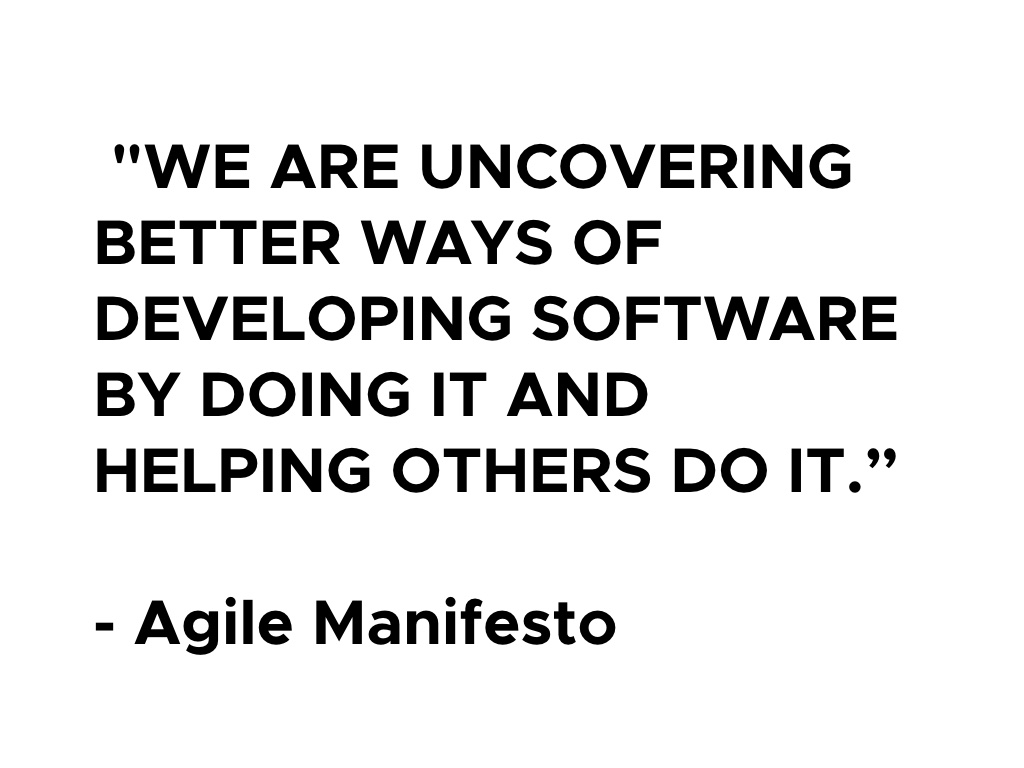 "WE ARE UNCOVERING
BETTER WAYS OF
DEVELOPING SOFTWARE
BY DOING IT AND
HELPING OTHERS DO IT.”
- Agile Manifesto